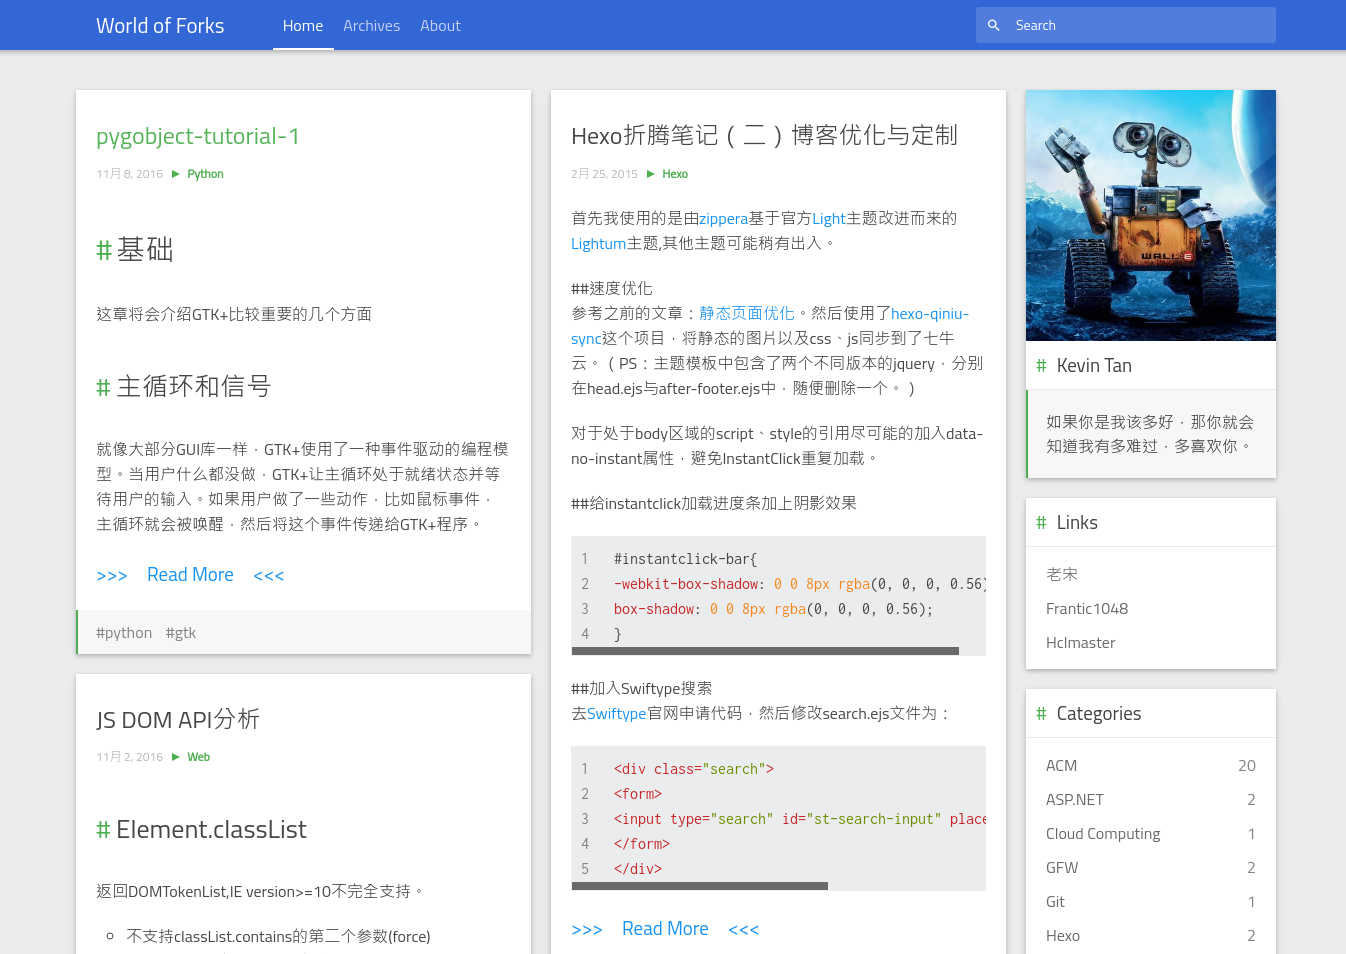 World of Forks
Home
Archives
About
Search
pygobject-tutorial-1
11月 8, 2016 ► Python
# 基础
这章将会介绍GTK+比较重要的几个方面
# 主循环和信号
就像大部分GUI库一样，GTK+使用了一种事件驱动的编程模
型。当用户什么都没做，GTK+让主循环处于就绪状态并等
待用户的输入。如果用户做了一些动作，比如鼠标事件，
主循环就会被唤醒，然后将这个事件传递给GTK+程序。
>>> Read More <<<
#python #gtk
JS DOM API分析
11月 2, 2016 ► Web
# Element.classList
返回DOMTokenList,IE version>=10不完全支持。
不支持classList.contains的第二个参数(force)
Hexo折腾笔记（二）博客优化与定制
2月 25, 2015 ► Hexo
首先我使用的是由zippera基于官方Light主题改进而来的
Lightum主题,其他主题可能稍有出入。
##速度优化
参考之前的文章：静态页面优化。然后使用了hexo-qiniu-
sync这个项目，将静态的图片以及css、js同步到了七牛
云。（PS：主题模板中包含了两个不同版本的jquery，分别
在head.ejs与after-footer.ejs中，随便删除一个。）
对于处于body区域的script、style的引用尽可能的加入data-
no-instant属性，避免InstantClick重复加载。
##给instantclick加载进度条加上阴影效果
1 #instantclick-bar{
2 -webkit-box-shadow: 0 0 8px rgba(0, 0, 0, 0.56)
3 box-shadow: 0 0 8px rgba(0, 0, 0, 0.56);
4 }
##加入Swiftype搜索
去Swiftype官网申请代码，然后修改search.ejs文件为：
1 <div class="search">
2 <form>
3 <input type="search" id="st-search-input" place
4 </form>
5 </div>
>>> Read More <<<
WALL·E
# Kevin Tan
如果你是我该多好，那你就会
知道我有多难过，多喜欢你。
# Links
老宋
Frantic1048
Hclmaster
# Categories
ACM 20
ASP.NET 2
Cloud Computing 1
GFW 2
Git 1
Hexo 2